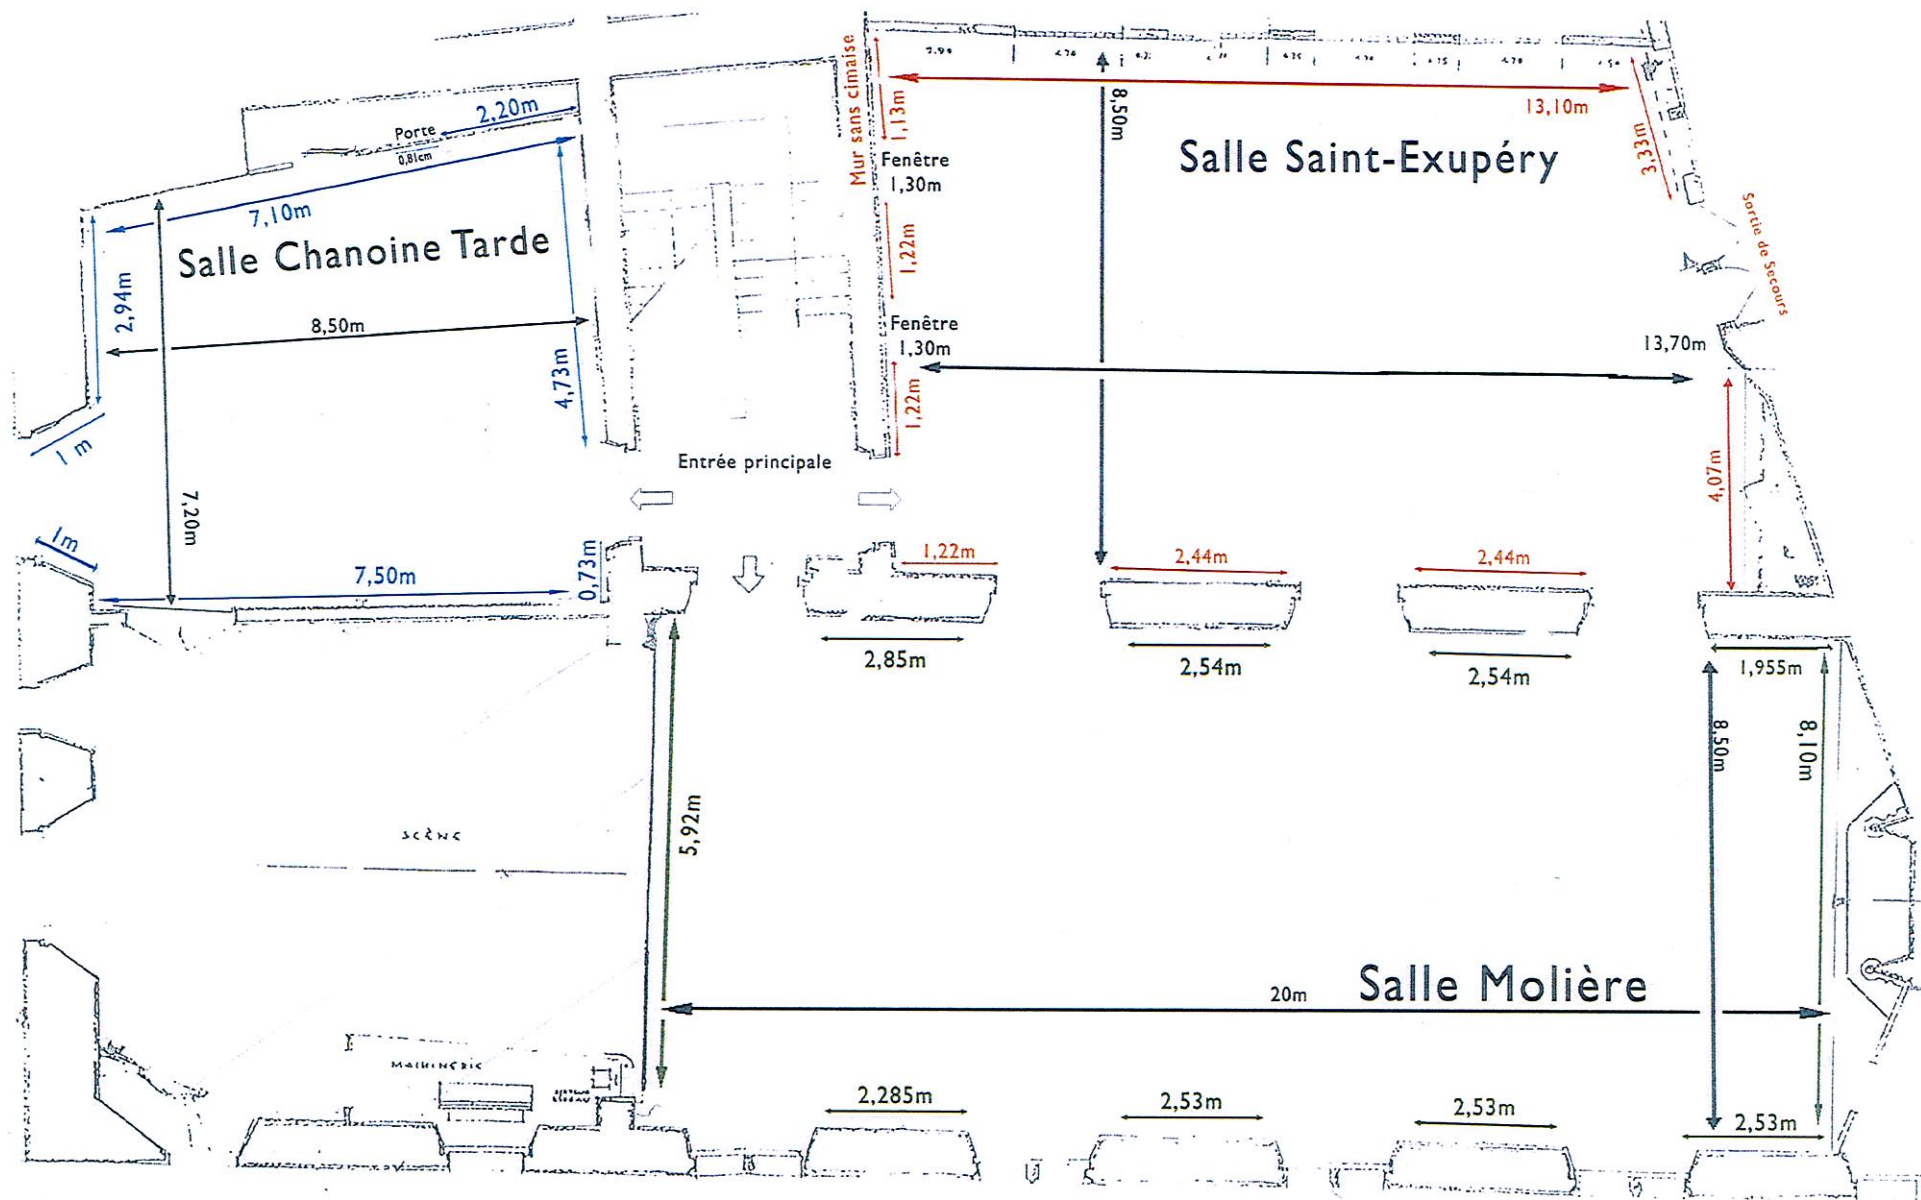 Mur sans cimaise
1,13m
8,50m
13,10m
3,33m
2,20m
Porte
0,81cm
7,10m
Salle Chanoine Tarde
2,94m
8,50m
4,73m
1 m
7,20m
1m
7,50m
0,73m
Fenêtre
1,30m
1,22m
Fenêtre
1,30m
1,22m
Salle Saint-Exupéry
Sortie de Secours
13,70m
4,07m
Entrée principale
1,22m
2,44m
2,44m
2,85m
2,54m
2,54m
1,955m
8,50m
8,10m
5,92m
SCÈNE
20m
Salle Molière
MACHINERIE
2,285m
2,53m
2,53m
2,53m